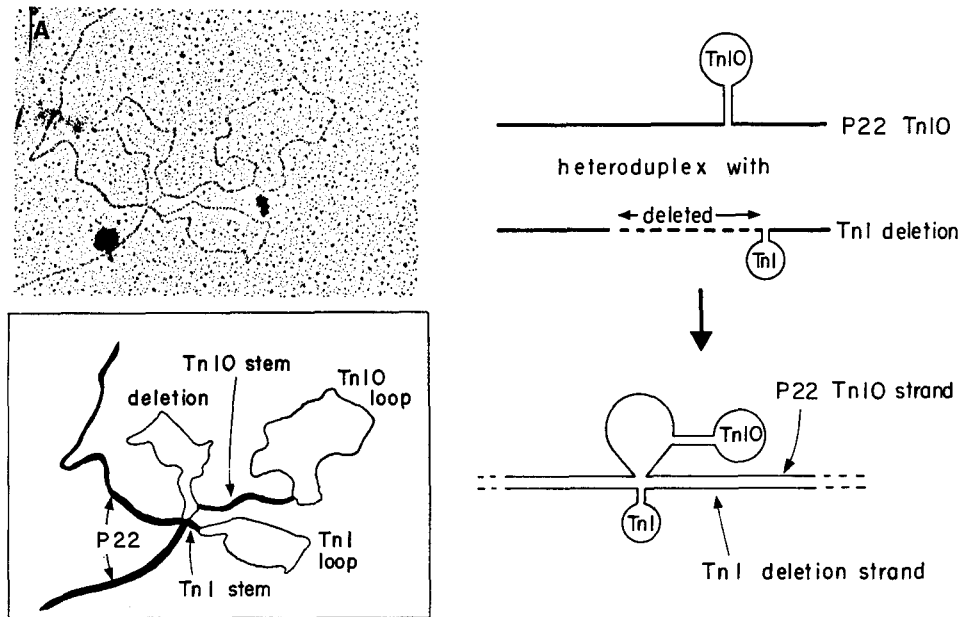 A
Tn10
P22 Tn10
heteroduplex with
deleted
Tn1 deletion
Tn1
Tn10 stem
deletion
Tn10
loop
P22
Tn1
loop
Tn1 stem
P22 Tn10 strand
Tn10
Tn1
Tn1 deletion strand